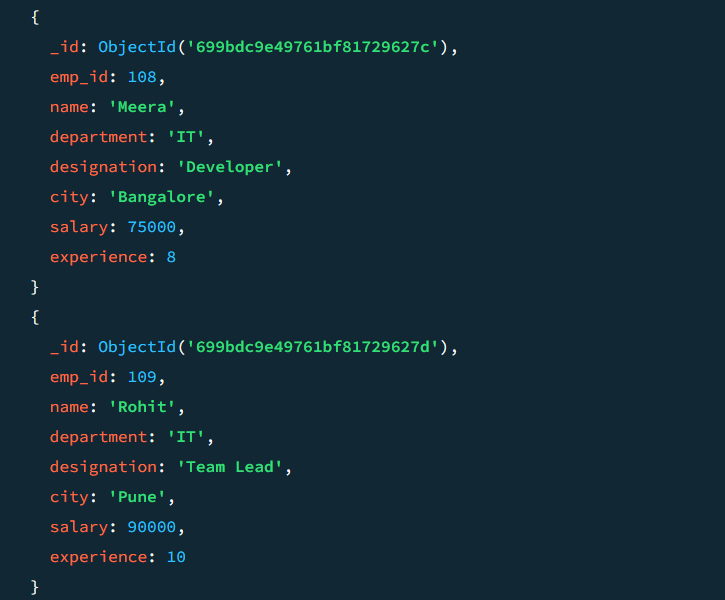 {
_id: ObjectId('699bdc9e49761bf81729627c'),
emp_id: 108,
name: 'Meera',
department: 'IT',
designation: 'Developer',
city: 'Bangalore',
salary: 75000,
experience: 8
}
{
_id: ObjectId('699bdc9e49761bf81729627d'),
emp_id: 109,
name: 'Rohit',
department: 'IT',
designation: 'Team Lead',
city: 'Pune',
salary: 90000,
experience: 10
}